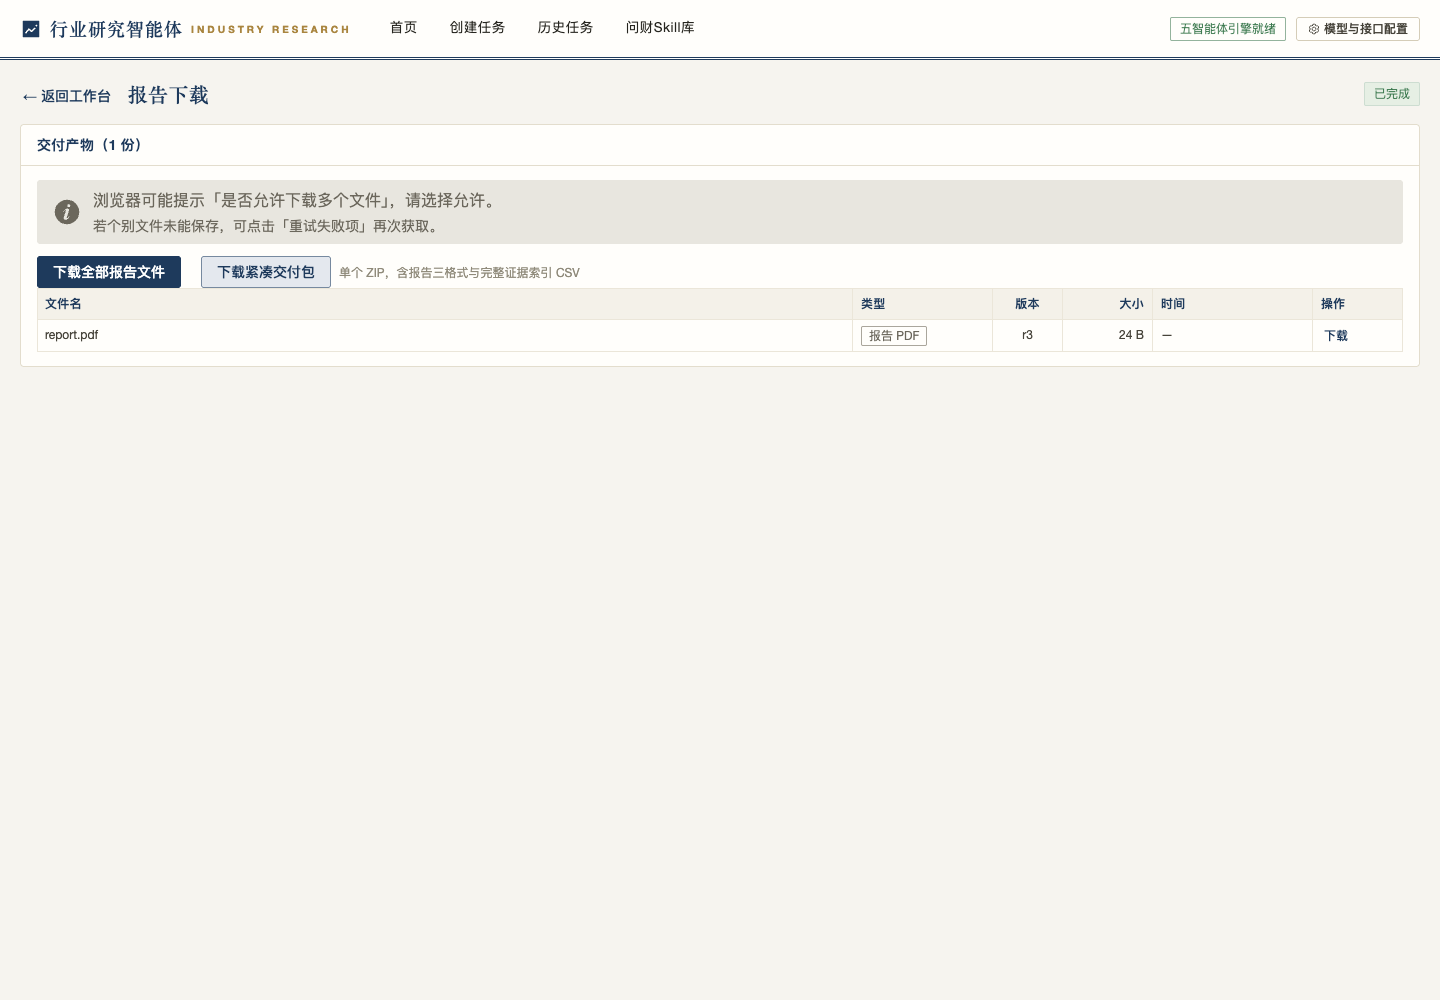 行业研究智能体 INDUSTRY RESEARCH 首页 创建任务 历史任务 问财Skill库 五智能体引擎就绪 模型与接口配置
← 返回工作台 报告下载 已完成
交付产物（1 份）
浏览器可能提示「是否允许下载多个文件」，请选择允许。
若个别文件未能保存，可点击「重试失败项」再次获取。
下载全部报告文件 下载紧凑交付包 单个 ZIP，含报告三格式与完整证据索引 CSV
文件名 类型 版本 大小 时间 操作
report.pdf 报告 PDF r3 24 B — 下载